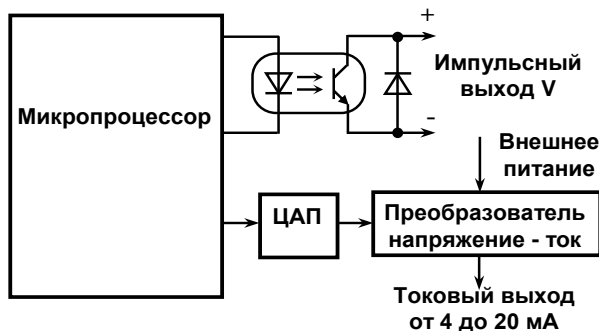 +
Импульсный
выход V
Микропроцессор
-
Внешнее
питание
ЦАП
Преобразователь
напряжение - ток
Токовый выход
от 4 до 20 мА